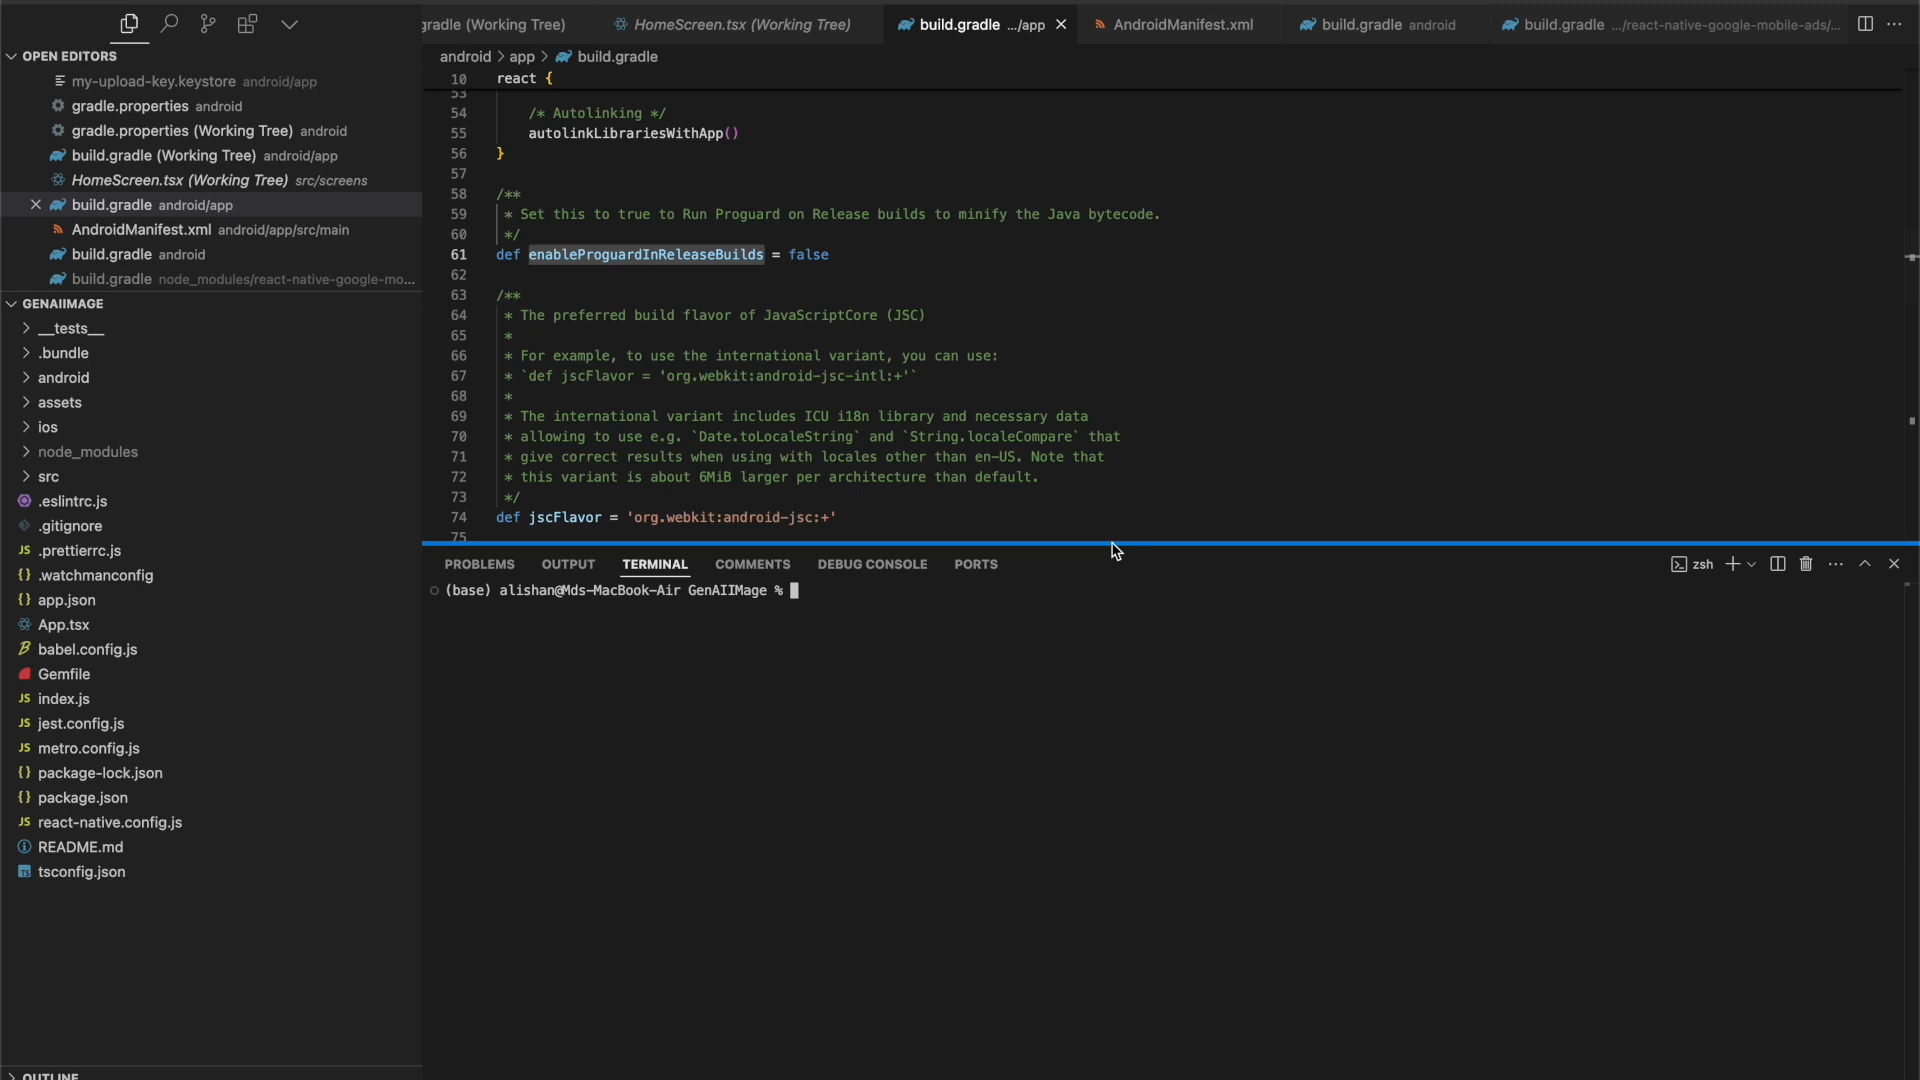 gradle (Working Tree)
HomeScreen.tsx (Working Tree)
build.gradle .../app
AndroidManifest.xml
build.gradle android
build.gradle .../react-native-google-mobile-ads/...
OPEN EDITORS
my-upload-key.keystore android/app
gradle.properties android
gradle.properties (Working Tree) android
build.gradle (Working Tree) android/app
HomeScreen.tsx (Working Tree) src/screens
build.gradle android/app
AndroidManifest.xml android/app/src/main
build.gradle android
build.gradle node_modules/react-native-google-mo...
GENAIIMAGE
__tests__
.bundle
android
assets
ios
node_modules
src
.eslintrc.js
.gitignore
JS .prettierrc.js
{} .watchmanconfig
{} app.json
App.tsx
babel.config.js
Gemfile
JS index.js
JS jest.config.js
JS metro.config.js
{} package-lock.json
{} package.json
JS react-native.config.js
README.md
TS tsconfig.json
OUTLINE
android > app > build.gradle
10 react {
53
54 /* Autolinking */
55 autolinkLibrariesWithApp()
56 }
57
58 /**
59 * Set this to true to Run Proguard on Release builds to minify the Java bytecode.
60 */
61 def enableProguardInReleaseBuilds = false
62
63 /**
64 * The preferred build flavor of JavaScriptCore (JSC)
65 *
66 * For example, to use the international variant, you can use:
67 * `def jscFlavor = 'org.webkit:android-jsc-intl:+'`
68 *
69 * The international variant includes ICU i18n library and necessary data
70 * allowing to use e.g. `Date.toLocaleString` and `String.localeCompare` that
71 * give correct results when using with locales other than en-US. Note that
72 * this variant is about 6MiB larger per architecture than default.
73 */
74 def jscFlavor = 'org.webkit:android-jsc:+'
75
PROBLEMS OUTPUT TERMINAL COMMENTS DEBUG CONSOLE PORTS
zsh
(base) alishan@Mds-MacBook-Air GenAIIMage %